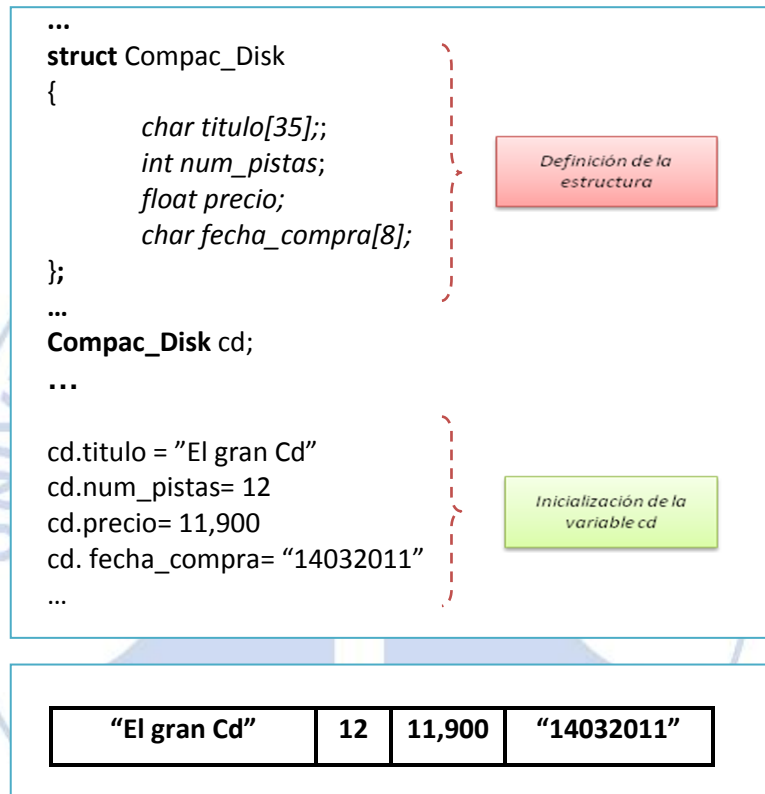 ...
struct Compac_Disk
{
char titulo[35];;
int num_pistas;
float precio;
char fecha_compra[8];
};
...
Compac_Disk cd;
...
cd.titulo = ”El gran Cd”
cd.num_pistas= 12
cd.precio= 11,900
cd. fecha_compra= “14032011”
...
Definición de la
estructura
Inicialización de la
variable cd
“El gran Cd” 12 11,900 “14032011”